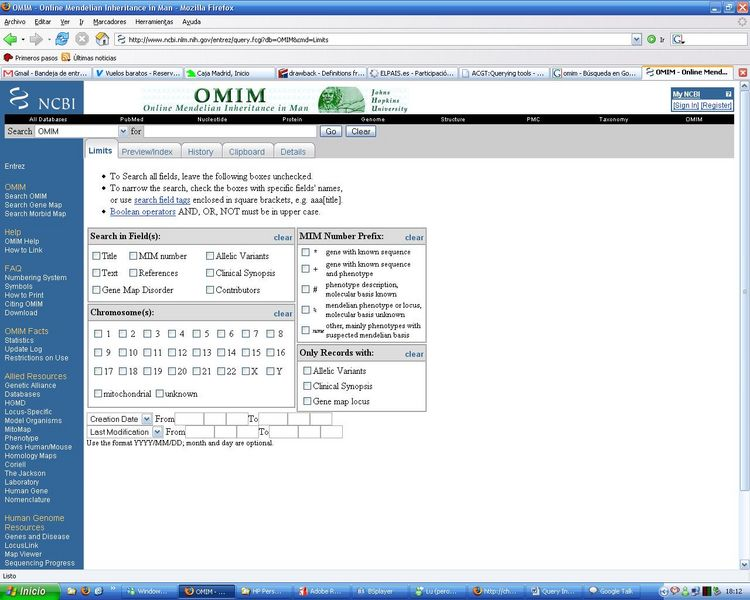 OMIM - Online Mendelian Inheritance in Man - Mozilla Firefox
Archivo Editar Ver Ir Marcadores Herramientas Ayuda
http://www.ncbi.nlm.nih.gov/entrez/query.fcgi?db=OMIM&cmd=Limits Ir
Primeros pasos Últimas noticias
Gmail - Bandeja de entr... Vuelos baratos - Reserv... Caja Madrid, Inicio drawback - Definitions fr... ELPAIS.es - Participació... ACGT:Querying tools - ... omim - Búsqueda en Go... OMIM - Online Mend...
NCBI
OMIM
Online Mendelian Inheritance in Man
Johns
Hopkins
University
My NCBI ?
[Sign In] [Register]
All Databases PubMed Nucleotide Protein Genome Structure PMC Taxonomy OMIM
Search OMIM for Go Clear
Limits Preview/Index History Clipboard Details
Entrez
OMIM
Search OMIM
Search Gene Map
Search Morbid Map
Help
OMIM Help
How to Link
FAQ
Numbering System
Symbols
How to Print
Citing OMIM
Download
OMIM Facts
Statistics
Update Log
Restrictions on Use
Allied Resources
Genetic Alliance
Databases
HGMD
Locus-Specific
Model Organisms
MitoMap
Phenotype
Davis Human/Mouse
Homology Maps
Coriell
The Jackson
Laboratory
Human Gene
Nomenclature
Human Genome
Resources
Genes and Disease
LocusLink
Map Viewer
Sequencing Progress
• To Search all fields, leave the following boxes unchecked.
• To narrow the search, check the boxes with specific fields' names,
or use search field tags enclosed in square brackets, e.g. aaa[title].
• Boolean operators AND, OR, NOT must be in upper case.
Search in Field(s): clear
Title MIM number Allelic Variants
Text References Clinical Synopsis
Gene Map Disorder Contributors
Chromosome(s): clear
1 2 3 4 5 6 7 8
9 10 11 12 13 14 15 16
17 18 19 20 21 22 X Y
mitochondrial unknown
MIM Number Prefix: clear
* gene with known sequence
+ gene with known sequence
and phenotype
# phenotype description,
molecular basis known
% mendelian phenotype or locus,
molecular basis unknown
none other, mainly phenotypes with
suspected mendelian basis
Only Records with: clear
Allelic Variants
Clinical Synopsis
Gene map locus
Creation Date From To
Last Modification From To
Use the format YYYY/MM/DD; month and day are optional.
Listo
Inicio Window... OMIM - ... HP Pers... Adobe R... BSplayer Lu (pero... http://ch... Query In... Google Talk 18:12